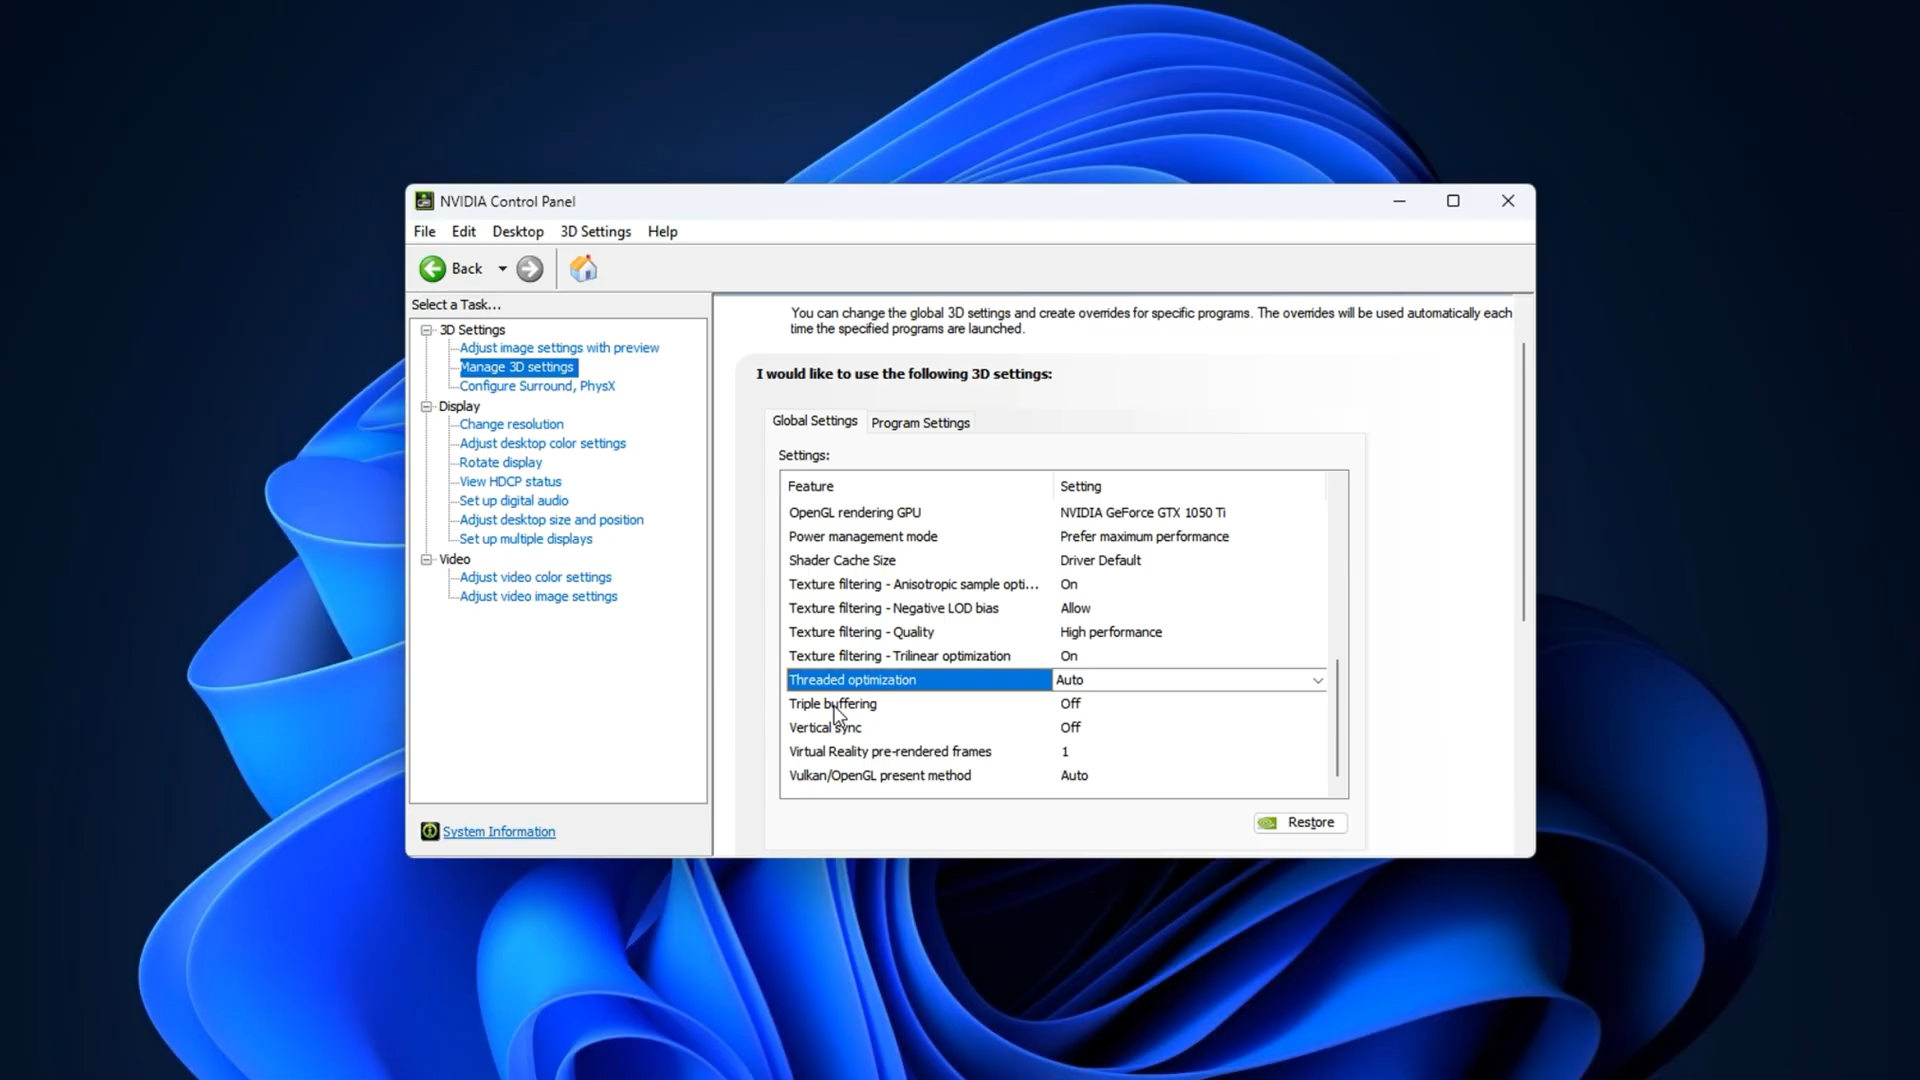 NVIDIA Control Panel
File Edit Desktop 3D Settings Help
Back
Select a Task...
3D Settings
Adjust image settings with preview
Manage 3D settings
Configure Surround, PhysX
Display
Change resolution
Adjust desktop color settings
Rotate display
View HDCP status
Set up digital audio
Adjust desktop size and position
Set up multiple displays
Video
Adjust video color settings
Adjust video image settings
System Information
You can change the global 3D settings and create overrides for specific programs. The overrides will be used automatically each
time the specified programs are launched.
I would like to use the following 3D settings:
Global Settings Program Settings
Settings:
Feature Setting
OpenGL rendering GPU NVIDIA GeForce GTX 1050 Ti
Power management mode Prefer maximum performance
Shader Cache Size Driver Default
Texture filtering - Anisotropic sample opti... On
Texture filtering - Negative LOD bias Allow
Texture filtering - Quality High performance
Texture filtering - Trilinear optimization On
Threaded optimization Auto
Triple buffering Off
Vertical sync Off
Virtual Reality pre-rendered frames 1
Vulkan/OpenGL present method Auto
Restore